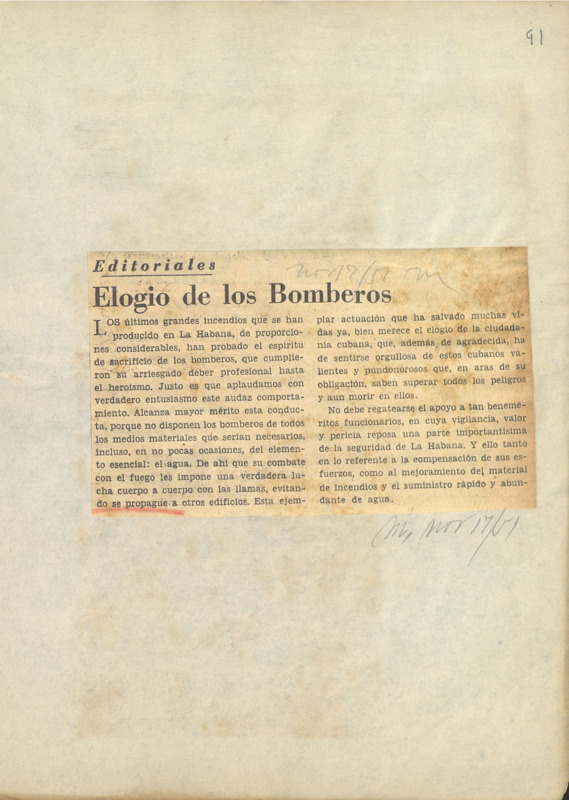 91
Editoriales
nov 17/51 m
Elogio de los Bomberos
LOS últimos grandes incendios que se han
producido en La Habana, de proporcio-
nes considerables, han probado el espíritu
de sacrificio de los bomberos, que cumplie-
ron su arriesgado deber profesional hasta
el heroísmo. Justo es que aplaudamos con
verdadero entusiasmo este audaz comporta-
miento. Alcanza mayor mérito esta conduc-
ta, porque no disponen los bomberos de todos
los medios materiales que serían necesarios,
incluso, en no pocas ocasiones, del elemen-
to esencial: el agua. De ahí que su combate
con el fuego les impone una verdadera lu-
cha cuerpo a cuerpo con las llamas, evitan-
do se propague a otros edificios. Esta ejem-
plar actuación que ha salvado muchas vi-
das ya, bien merece el elogio de la ciudada-
nía cubana, que, además de agradecida, ha
de sentirse orgullosa de estos cubanos va-
lientes y pundonorosos que, en aras de su
obligación, saben superar todos los peligros
y aun morir en ellos.
No debe regatearse el apoyo a tan benemé-
ritos funcionarios, en cuya vigilancia, valor
y pericia reposa una parte importantísima
de la seguridad de La Habana. Y ello tanto
en lo referente a la compensación de sus es-
fuerzos, como al mejoramiento del material
de incendios y el suministro rápido y abun-
dante de agua.
M, nov 17/51